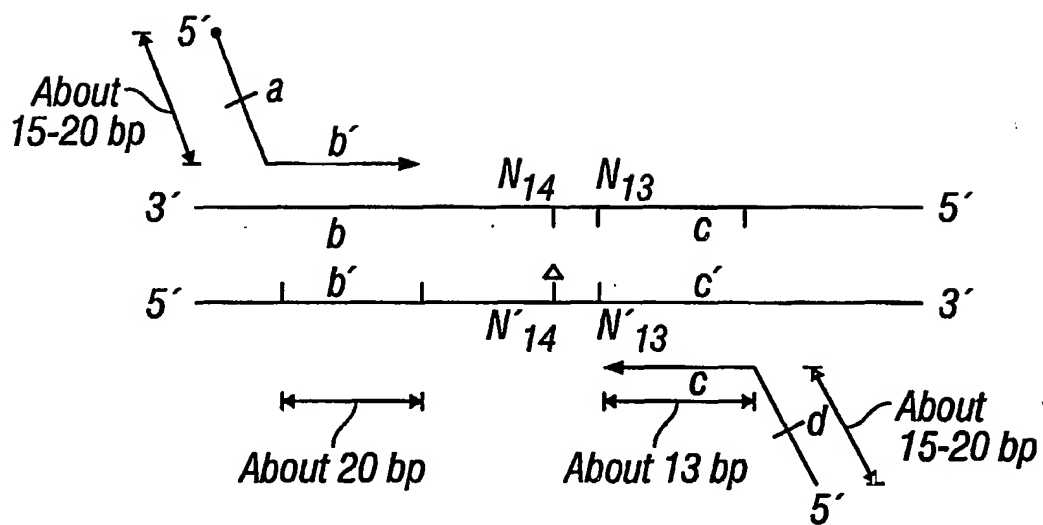 5′
a
About
15-20 bp
b′
N14 N13
3′ 5′
b c
5′ b′ c′ 3′
N′14 N′13
c
d
About 20 bp About 13 bp
About
15-20 bp
5′